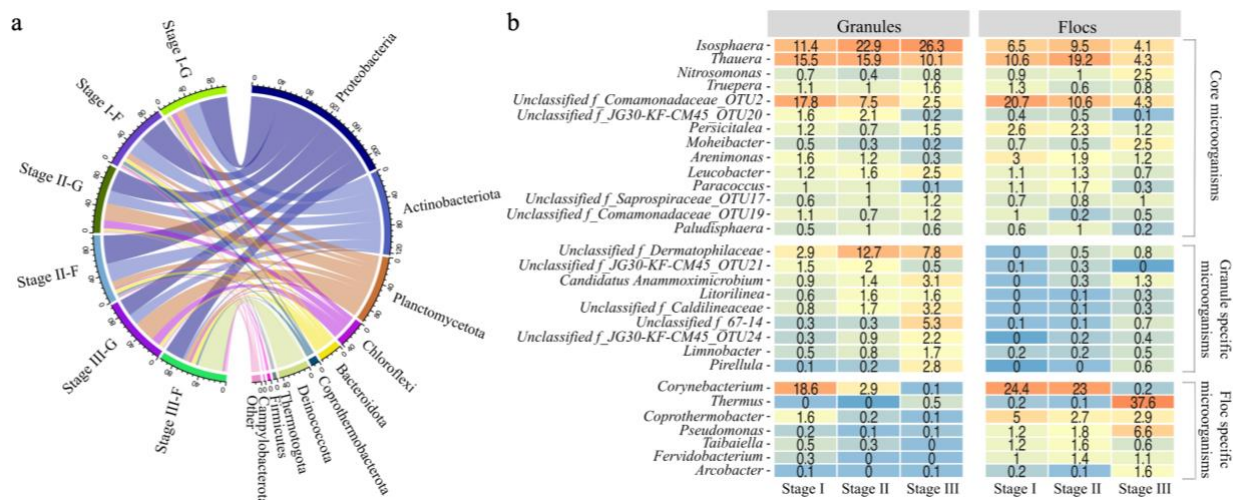 a
Stage I-G
Stage I-F
Stage II-G
Stage II-F
Stage III-G
Stage III-F
Proteobacteria
Actinobacteriota
Planctomycetota
Chloroflexi
Bacteroidota
Coprothermobacterota
Deinococcota
Thermotogota
Firmicutes
Campylobacterota
Other
b
Granules Flocs
Isosphaera 11.4 22.9 26.3 6.5 9.5 4.1
Thauera 15.5 15.9 10.1 10.6 19.2 4.3
Nitrosomonas 0.7 0.4 0.8 0.9 1 2.5
Truepera 1.1 1 1.6 1.3 0.6 0.8
Unclassified f_Comamonadaceae_OTU2 17.8 7.5 2.5 20.7 10.6 4.3
Unclassified f_JG30-KF-CM45_OTU20 1.6 2.1 0.2 0.4 0.5 0.1
Persicitalea 1.2 0.7 1.5 2.6 2.3 1.2
Moheibacter 0.5 0.3 0.2 0.7 0.5 2.5
Arenimonas 1.6 1.2 0.3 3 1.9 1.2
Leucobacter 1.2 1.6 2.5 1.1 1.3 0.7
Paracoccus 1 1 0.1 1.1 1.7 0.3
Unclassified f_Saprospiraceae_OTU17 1 0.6 1.2 0.7 0.8 1
Unclassified f_Comamonadaceae_OTU19 1.1 0.7 1.2 1 0.2 0.5
Paludisphaera 0.5 1 0.6 0.6 1 0.2
Core microorganisms
Unclassified f_Dermatophilaceae 2.9 12.7 7.8 0 0.5 0.8
Unclassified f_JG30-KF-CM45_OTU21 1.5 2 0.5 0.1 0.3 0
Candidatus Anammoximicrobium 0.9 1.4 3.1 0 0.3 1.3
Litorilinea 0.6 1.6 1.6 0 0.1 0.3
Unclassified f_Caldilineaceae 0.8 1.7 3.2 0 0.1 0.3
Unclassified f_67-14 0.3 0.3 5.3 0.1 0.1 0.7
Unclassified f_JG30-KF-CM45_OTU24 0.3 0.9 2.2 0 0.2 0.4
Limnobacter 0.5 0.8 1.7 0.2 0.2 0.5
Pirellula 0.1 0.2 2.8 0 0 0.6
Granule specific microorganisms
Corynebacterium 18.6 2.9 0.1 24.4 23 0.2
Thermus 0 0 0.5 0.2 0.1 37.6
Coprothermobacter 1.6 0.2 0.1 5 2.7 2.9
Pseudomonas 0.2 0.1 0.1 1.2 1.8 6.6
Taibaiella 0.5 0.3 0 1.2 1.6 0.6
Fervidobacterium 0.3 0 0 1 1.4 1.1
Arcobacter 0.1 0 0.1 0.2 0.1 1.6
Floc specific microorganisms
Stage I Stage II Stage III Stage I Stage II Stage III